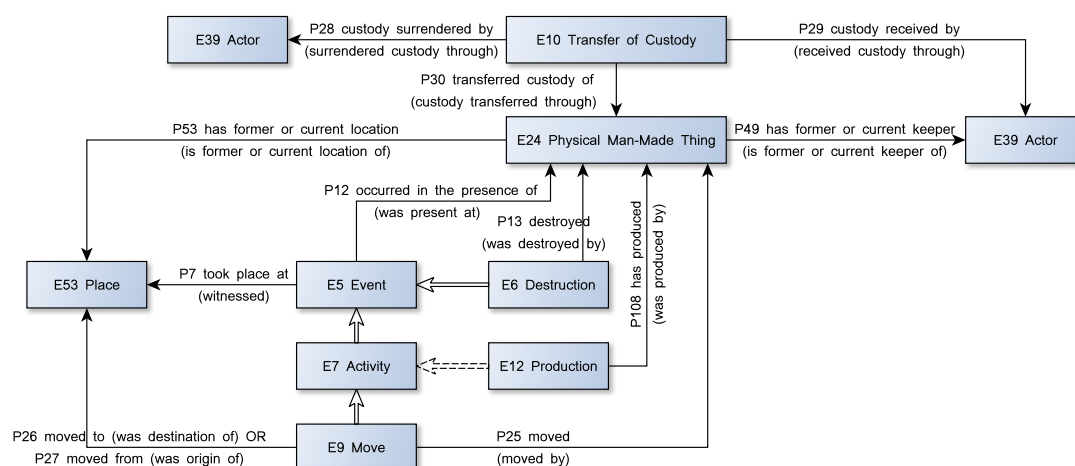 E39 Actor
P28 custody surrendered by
(surrendered custody through)
E10 Transfer of Custody
P29 custody received by
(received custody through)
P30 transferred custody of
(custody transferred through)
P53 has former or current location
(is former or current location of)
E24 Physical Man-Made Thing
P49 has former or current keeper
(is former or current keeper of)
E39 Actor
P12 occurred in the presence of
(was present at)
P13 destroyed
(was destroyed by)
P108 has produced
(was produced by)
E53 Place
P7 took place at
(witnessed)
E5 Event
E6 Destruction
E7 Activity
E12 Production
P26 moved to (was destination of) OR
P27 moved from (was origin of)
E9 Move
P25 moved
(moved by)